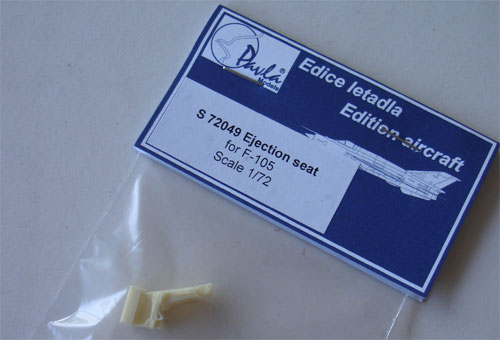 Pavla®
Models
Edice letadla
Edition aircraft
S 72049 Ejection seat
for F-105
Scale 1/72